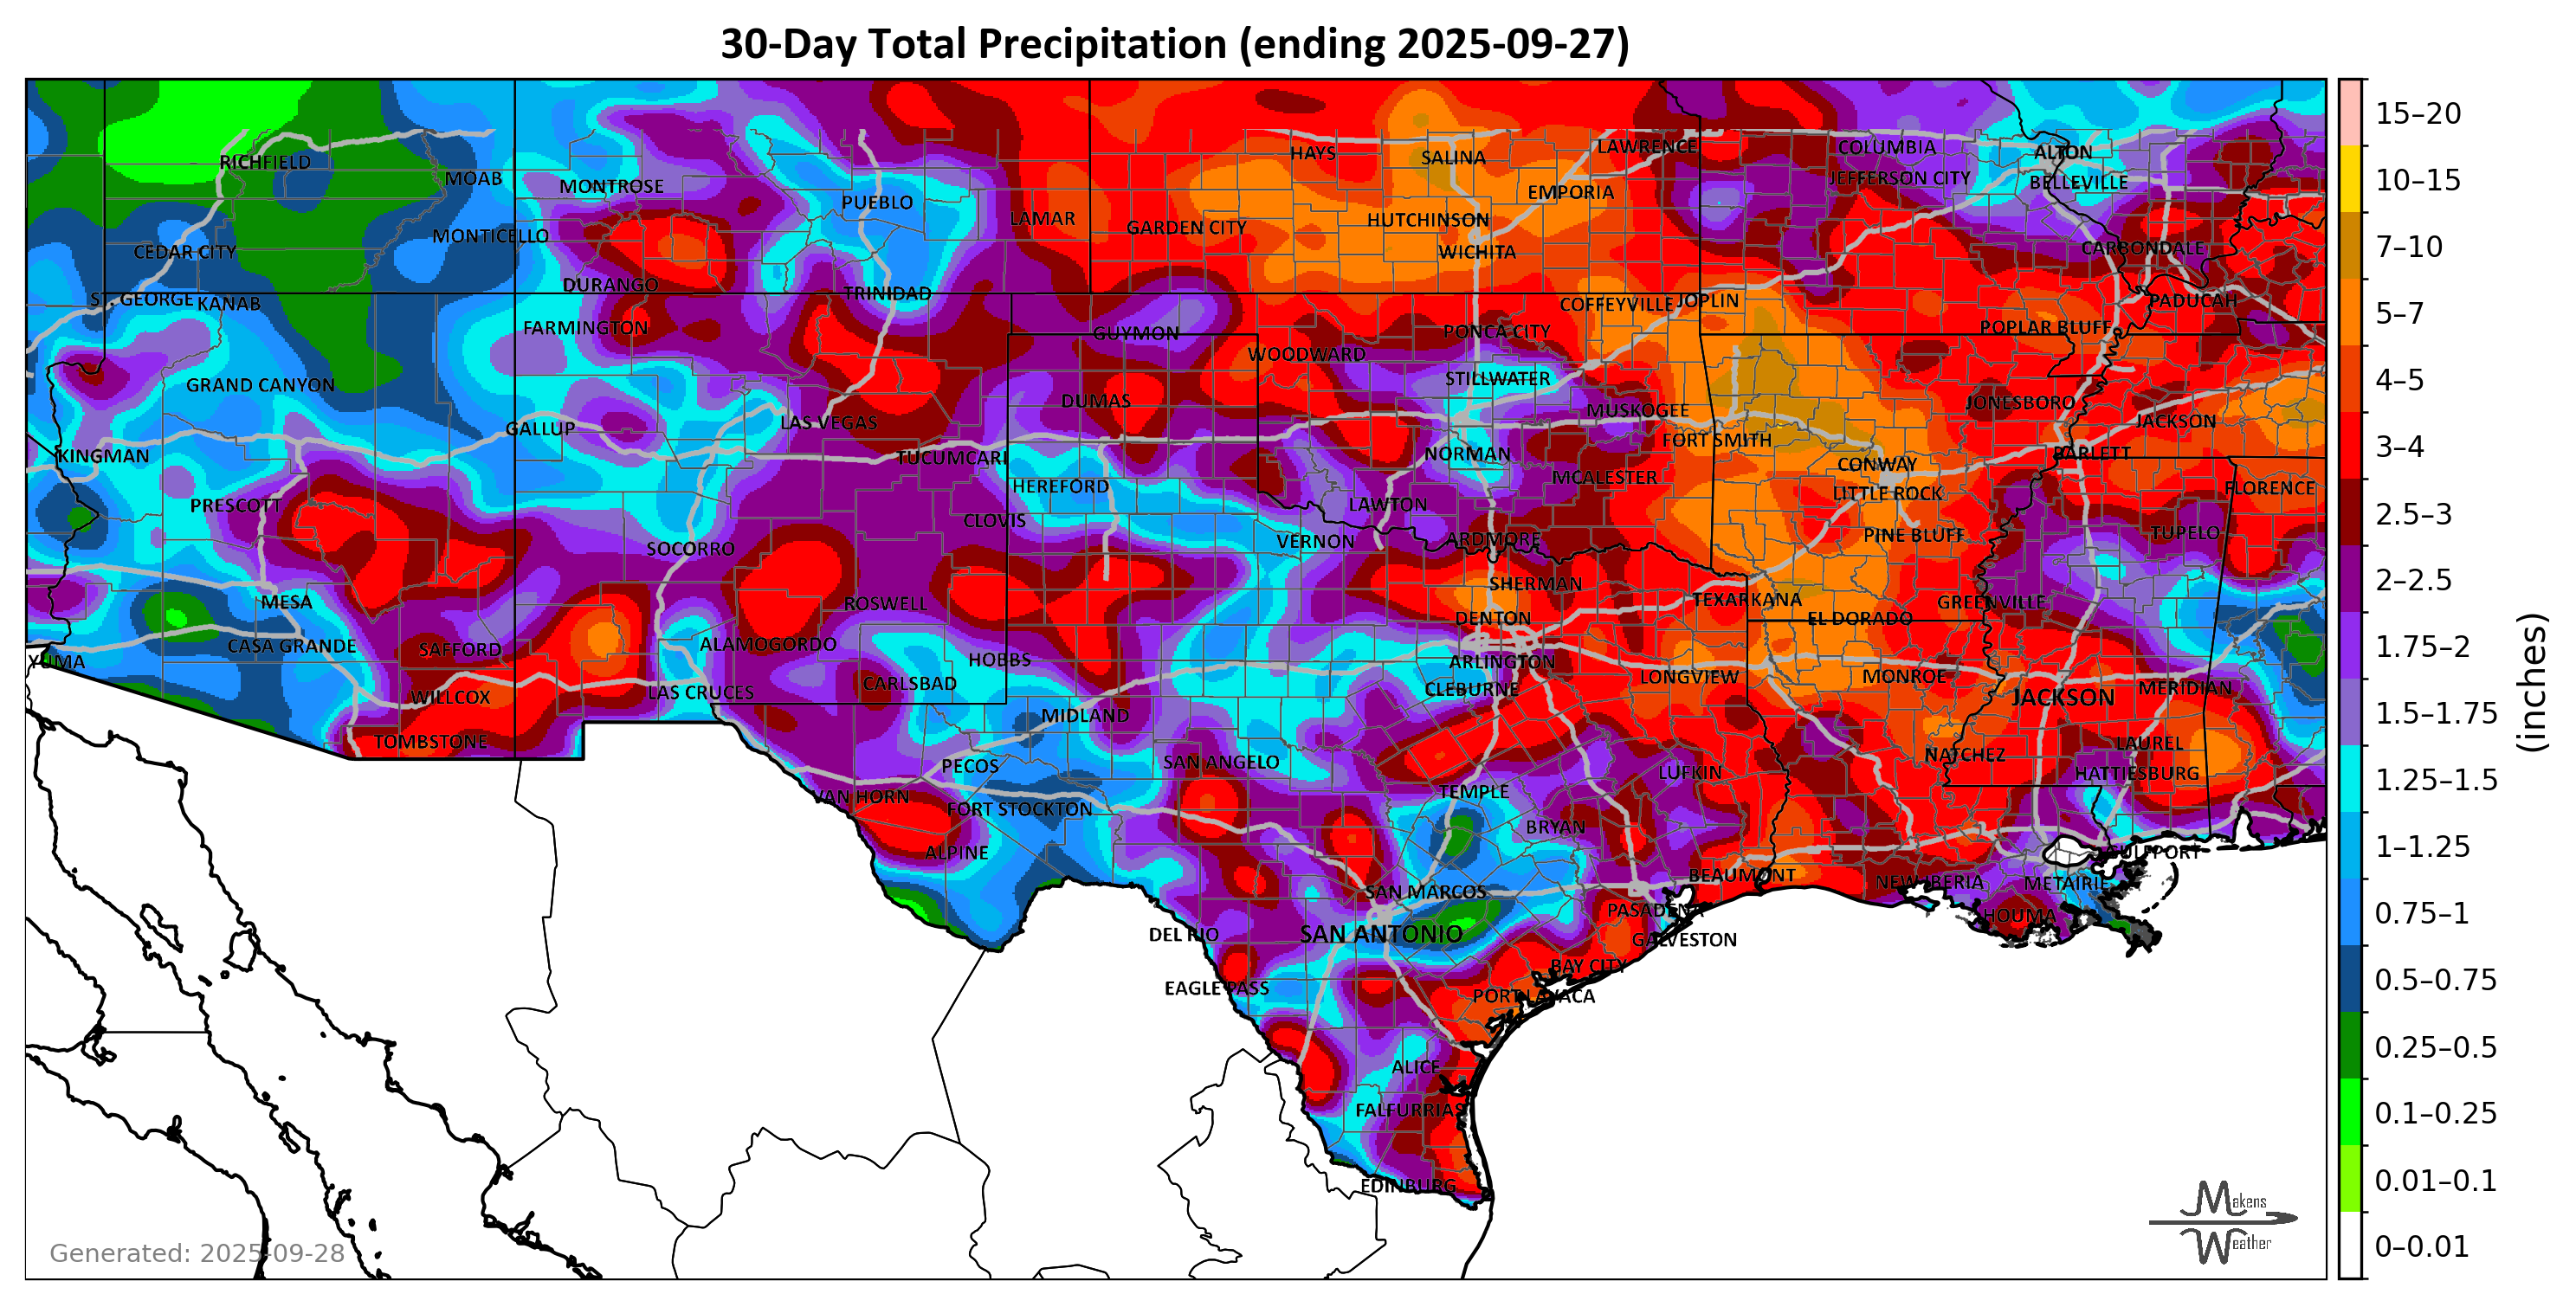 30-Day Total Precipitation (ending 2025-09-27)
15–20
10–15
7–10
5–7
4–5
3–4
2.5–3
2–2.5
1.75–2
1.5–1.75
1.25–1.5
1–1.25
0.75–1
0.5–0.75
0.25–0.5
0.1–0.25
0.01–0.1
0–0.01
(inches)
HAYS
SALINA
LAWRENCE
COLUMBIA
ALTON
RICHFIELD
MOAB
MONTROSE
EMPORIA
JEFFERSON CITY
BELLEVILLE
PUEBLO
LAMAR
GARDEN CITY
HUTCHINSON
MONTICELLO
CEDAR CITY
WICHITA
CARBONDALE
DURANGO
TRINIDAD
ST. GEORGE
KANAB
COFFEYVILLE
JOPLIN
PADUCAH
FARMINGTON
GUYMON
PONCA CITY
POPLAR BLUFF
WOODWARD
GRAND CANYON
STILLWATER
DUMAS
MUSKOGEE
JONESBORO
GALLUP
LAS VEGAS
FORT SMITH
JACKSON
KINGMAN
TUCUMCARI
NORMAN
CONWAY
BARLETT
HEREFORD
MCALESTER
LITTLE ROCK
FLORENCE
PRESCOTT
LAWTON
CLOVIS
SOCORRO
VERNON
ARDMORE
PINE BLUFF
TUPELO
MESA
ROSWELL
SHERMAN
TEXARKANA
GREENVILLE
DENTON
EL DORADO
CASA GRANDE
SAFFORD
ALAMOGORDO
YUMA
HOBBS
ARLINGTON
WILLCOX
LAS CRUCES
CARLSBAD
CLEBURNE
LONGVIEW
MONROE
JACKSON
MERIDIAN
TOMBSTONE
MIDLAND
PECOS
SAN ANGELO
NATCHEZ
LAUREL
VAN HORN
FORT STOCKTON
TEMPLE
LUFKIN
HATTIESBURG
ALPINE
BRYAN
GULFPORT
SAN MARCOS
BEAUMONT
NEW IBERIA
METAIRIE
DEL RIO
SAN ANTONIO
PASADENA
GALVESTON
HOUMA
EAGLE PASS
BAY CITY
PORT LAVACA
ALICE
FALFURRIAS
EDINBURG
Generated: 2025-09-28
Makens
Weather